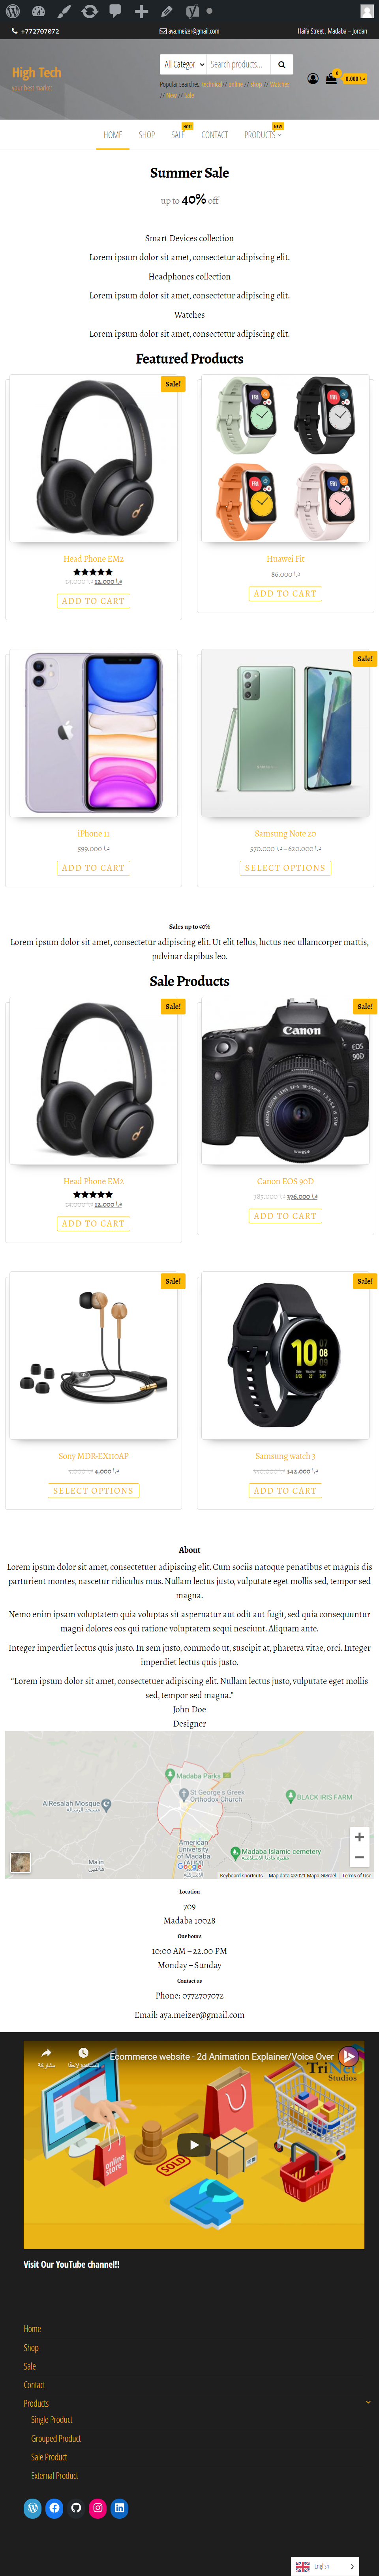 +772707072
aya.meizer@gmail.com
Haifa Street , Madaba – Jordan
High Tech
your best market
All Categor
Search products...
0
0.000 د.ا
Popular searches: technical // online // shop // Watches
// New // Sale
HOME
SHOP
SALE
HOT!
CONTACT
PRODUCTS
NEW
Summer Sale
up to 40% off
Smart Devices collection
Lorem ipsum dolor sit amet, consectetur adipiscing elit.
Headphones collection
Lorem ipsum dolor sit amet, consectetur adipiscing elit.
Watches
Lorem ipsum dolor sit amet, consectetur adipiscing elit.
Featured Products
Sale!
Head Phone EM2
12.000 د.ا
ADD TO CART
Huawei Fit
86.000 د.ا
ADD TO CART
iPhone 11
599.000 د.ا
ADD TO CART
Sale!
Samsung Note 20
570.000 د.ا – 620.000 د.ا
SELECT OPTIONS
Sales up to 50%
Lorem ipsum dolor sit amet, consectetur adipiscing elit. Ut elit tellus, luctus nec ullamcorper mattis,
pulvinar dapibus leo.
Sale Products
Sale!
Head Phone EM2
12.000 د.ا
ADD TO CART
Sale!
Canon
EOS
90D
Canon EOS 90D
585.000 د.ا 376.000 د.ا
ADD TO CART
Sale!
Sony MDR-EX110AP
5.000 د.ا 4.000 د.ا
SELECT OPTIONS
Sale!
10
08
Samsung watch 3
350.000 د.ا 342.000 د.ا
ADD TO CART
About
Lorem ipsum dolor sit amet, consectetuer adipiscing elit. Cum sociis natoque penatibus et magnis dis
parturient montes, nascetur ridiculus mus. Nullam lectus justo, vulputate eget mollis sed, tempor sed
magna.
Nemo enim ipsam voluptatem quia voluptas sit aspernatur aut odit aut fugit, sed quia consequuntur
magni dolores eos qui ratione voluptatem sequi nesciunt. Aliquam ante.
Integer imperdiet lectus quis justo. In sem justo, commodo ut, suscipit at, pharetra vitae, orci. Integer
imperdiet lectus quis justo.
“Lorem ipsum dolor sit amet, consectetuer adipiscing elit. Nullam lectus justo, vulputate eget mollis
sed, tempor sed magna.”
John Doe
Designer
Madaba Parks
St George's Greek
Orthodox Church
BLACK IRIS FARM
AlResalah Mosque
American
University of
Madaba
Madaba Islamic cemetery
Ma'in
ماعين
Google
Keyboard shortcuts
Map data ©2021 Mapa GISrael
Terms of Use
Location
709
Madaba 10028
Our hours
10:00 AM – 22.00 PM
Monday – Sunday
Contact us
Phone: 0772707072
Email: aya.meizer@gmail.com
مشاركة
المشاهدة لاحقًا
Ecommerce website - 2d Animation Explainer/Voice Over
TriNet
Studios
online
store
SOLD
Visit Our YouTube channel!!
Home
Shop
Sale
Contact
Products
Single Product
Grouped Product
Sale Product
External Product
English